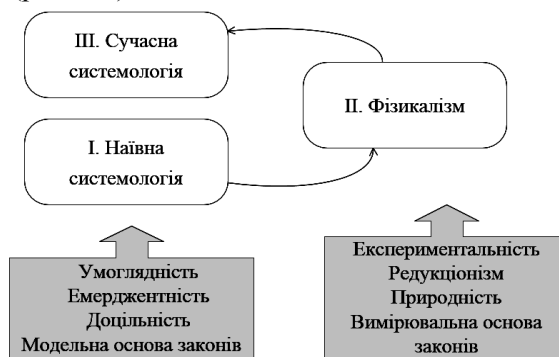 ІІІ. Сучасна
системологія
ІІ. Фізикалізм
І. Наївна
системологія
Умоглядність
Емерджентність
Доцільність
Модельна основа законів
Експериментальність
Редукціонізм
Природність
Вимірювальна основа
законів